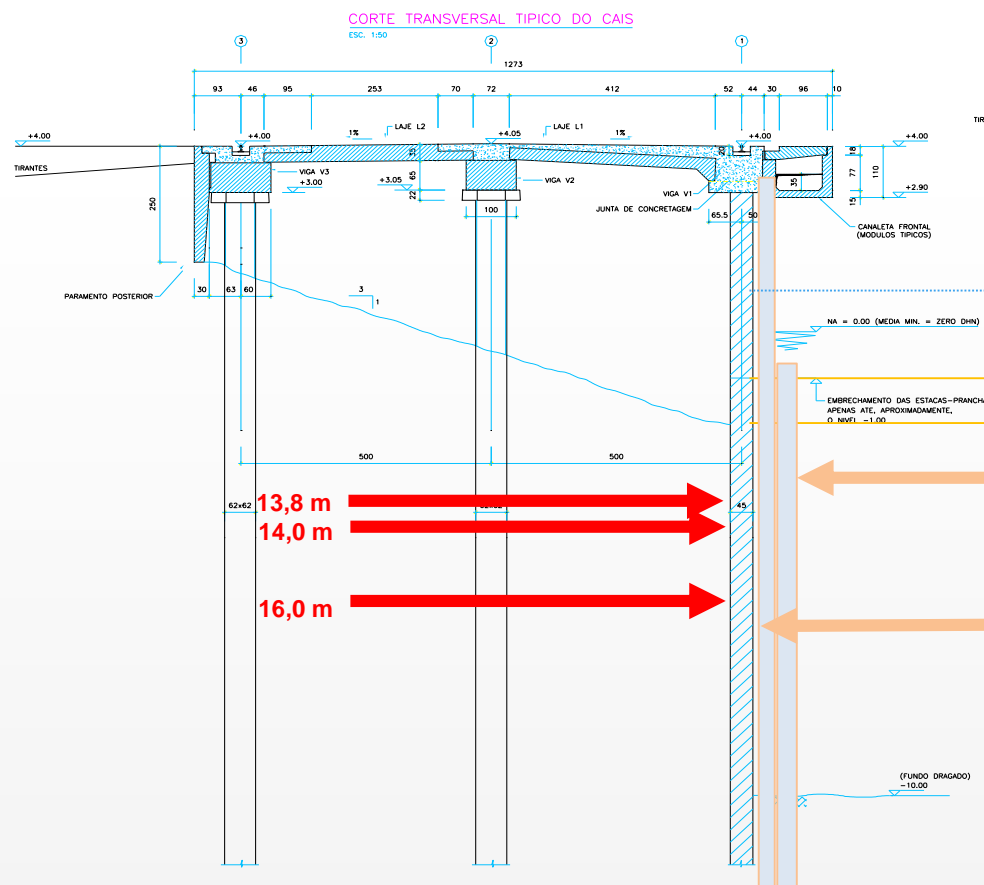 CORTE TRANSVERSAL TIPICO DO CAIS
ESC. 1:50
3
2
1
1273
93
46
95
253
70
72
412
52
44
30
96
10
+4.00
+4.00
1%
LAJE L2
+4.05
LAJE L1
1%
+4.00
+4.00
TIR
TIRANTES
VIGA V3
+3.00
+3.05
35
65
22
VIGA V2
100
20
VIGA V1
JUNTA DE CONCRETAGEM
65.5
50
35
18
77
15
110
+2.90
CANALETA FRONTAL
(MODULOS TIPICOS)
250
PARAMENTO POSTERIOR
30
63
60
3
1
NA = 0.00 (MEDIA MIN. = ZERO DHN)
EMBRECHAMENTO DAS ESTACAS-PRANCHA
APENAS ATE, APROXIMADAMENTE,
O NIVEL -1.00
500
500
62x62
45
13,8 m
14,0 m
16,0 m
(FUNDO DRAGADO)
-10.00